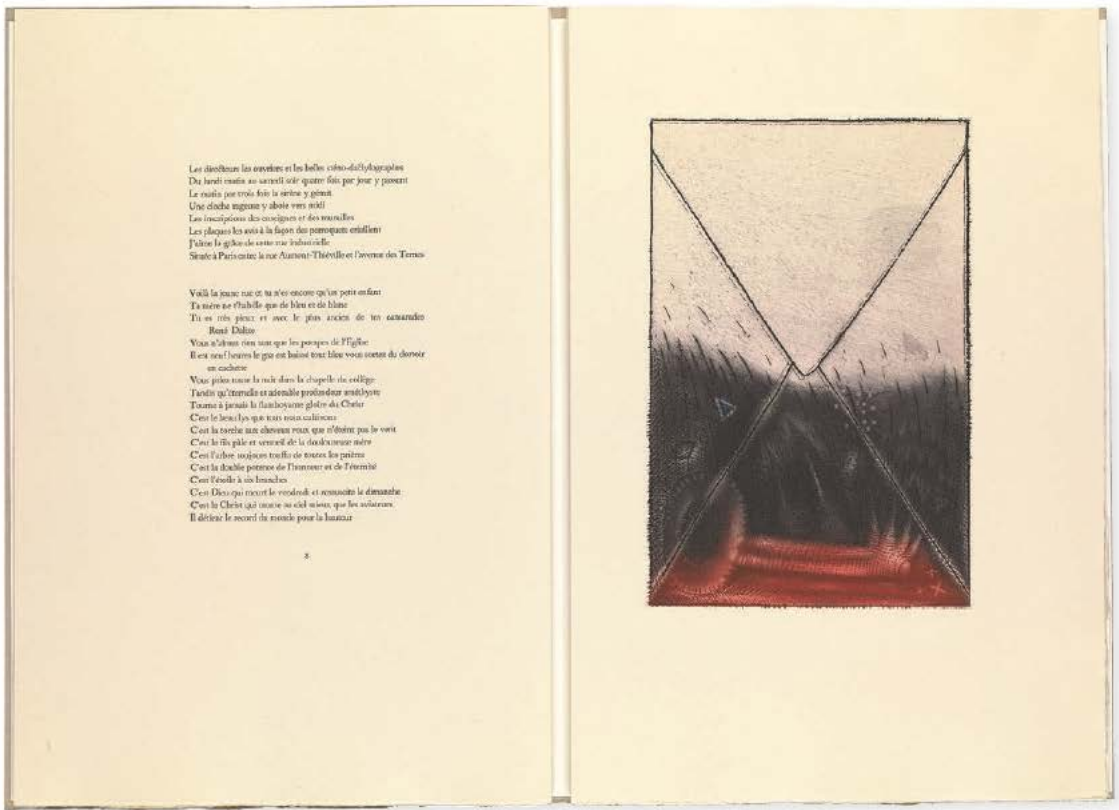 Les directeurs les ouvriers et les belles sténo-dactylographes
Du lundi matin au samedi soir quatre fois par jour y passent
Le matin par trois fois la sirène y gémit
Une cloche rageuse y aboie vers midi
Les inscriptions des enseignes et des murailles
Les plaques les avis à la façon des perroquets criaillent
J'aime la grâce de cette rue industrielle
Située à Paris entre la rue Aumont-Thiéville et l'avenue des Ternes
Voilà la jeune rue et tu n'es encore qu'un petit enfant
Ta mère ne t'habille que de bleu et de blanc
Tu es très pieux et avec le plus ancien de tes camarades
René Dalize
Vous n'aimez rien tant que les pompes de l'Église
Il est neuf heures le gaz est baissé tout bleu vous sortez du dortoir
en cachette
Vous priez toute la nuit dans la chapelle du collège
Tandis qu'éternelle et adorable profondeur améthyste
Tourne à jamais la flamboyante gloire du Christ
C'est le beau lys que tous nous cultivons
C'est la torche aux cheveux roux que n'éteint pas le vent
C'est le fils pâle et vermeil de la douloureuse mère
C'est l'arbre toujours touffu de toutes les prières
C'est la double potence de l'honneur et de l'éternité
C'est l'étoile à six branches
C'est Dieu qui meurt le vendredi et ressuscite le dimanche
C'est le Christ qui monte au ciel mieux que les aviateurs
Il détient le record du monde pour la hauteur
8